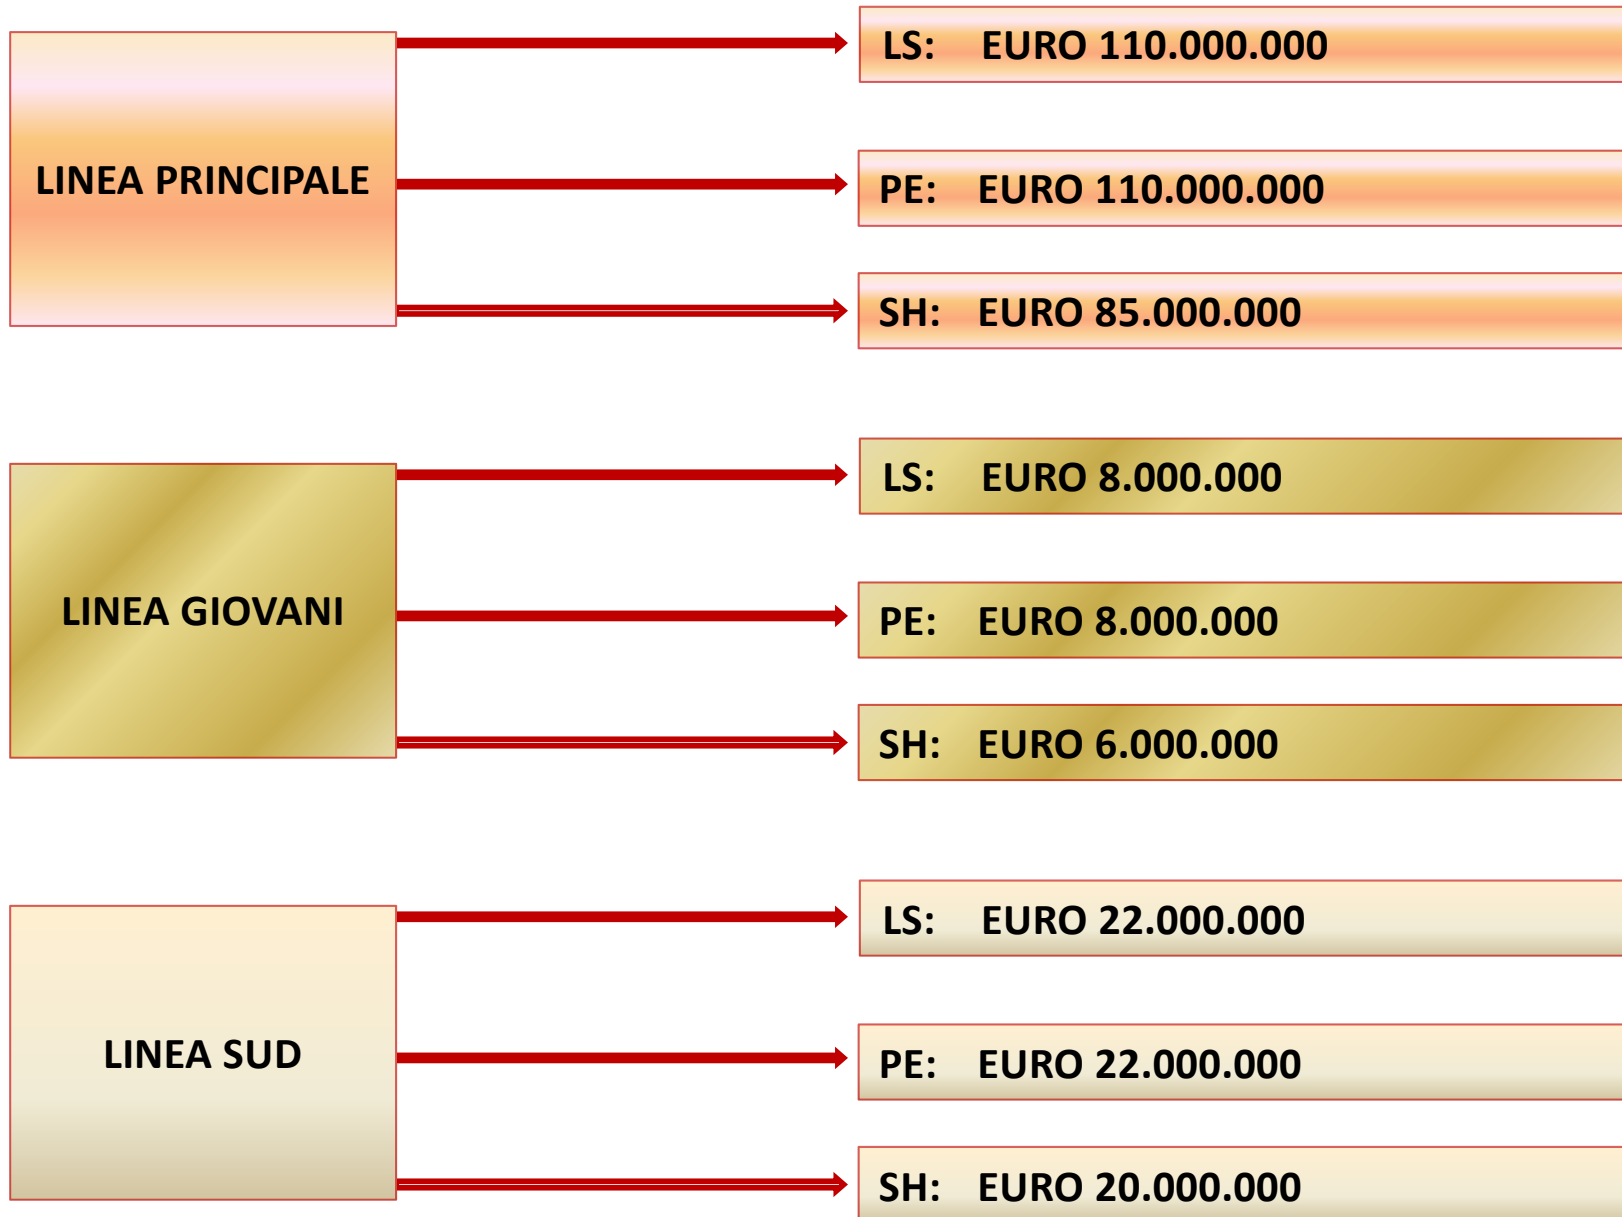 LINEA PRINCIPALE
LS: EURO 110.000.000
PE: EURO 110.000.000
SH: EURO 85.000.000
LINEA GIOVANI
LS: EURO 8.000.000
PE: EURO 8.000.000
SH: EURO 6.000.000
LINEA SUD
LS: EURO 22.000.000
PE: EURO 22.000.000
SH: EURO 20.000.000